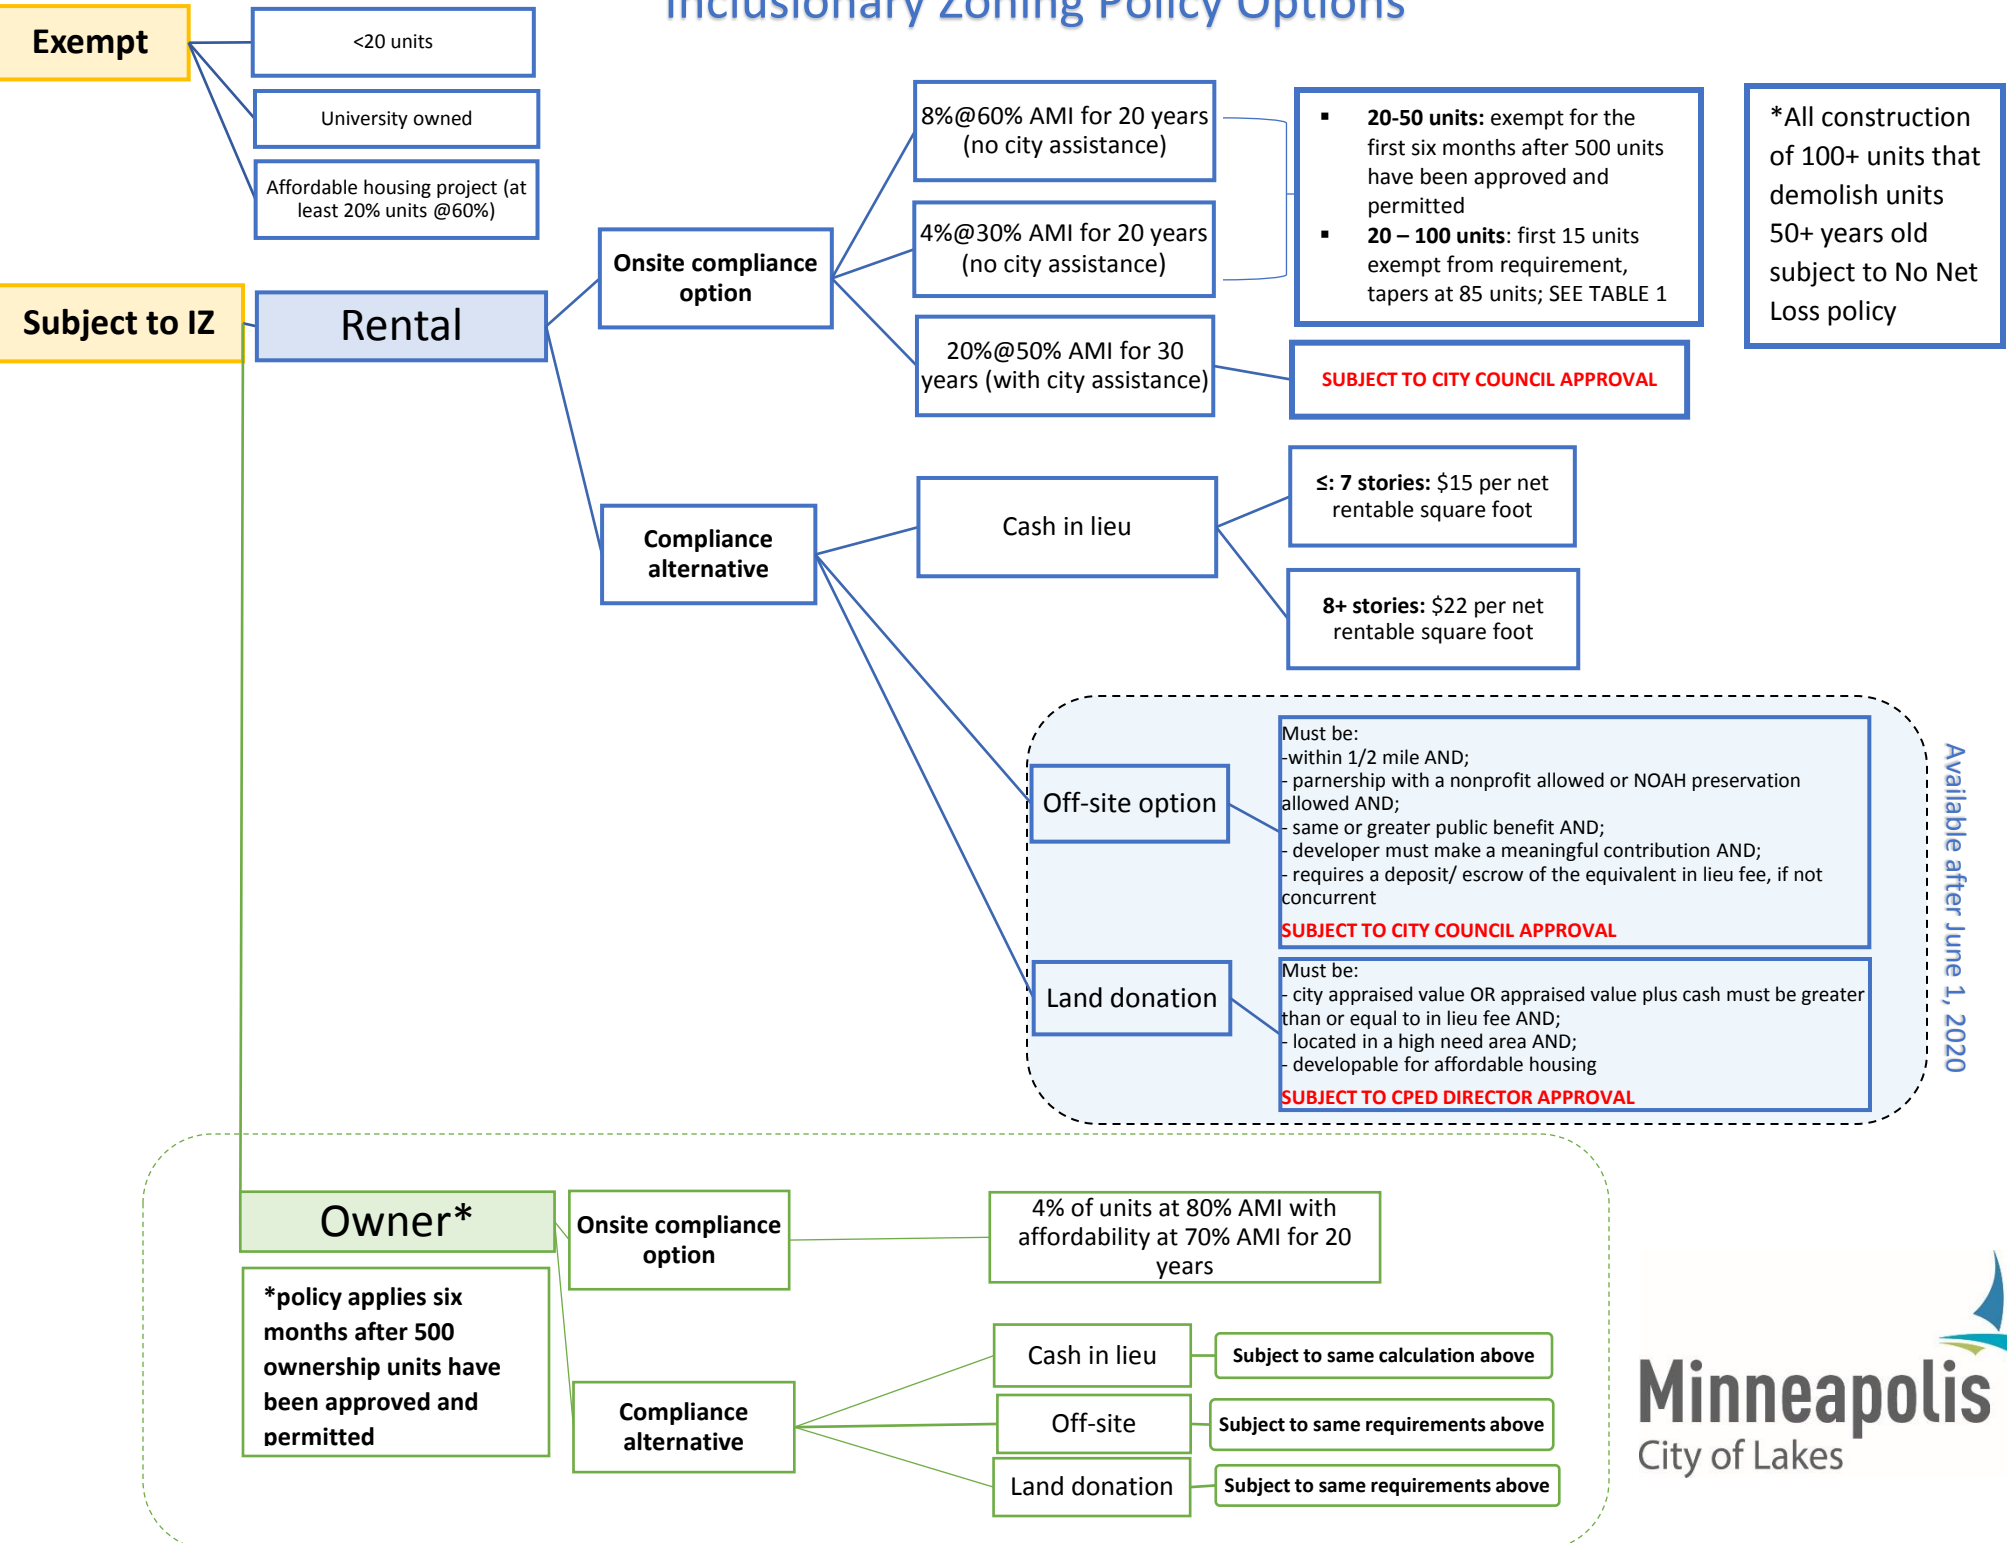 Inclusionary Zoning Policy Options
Exempt
<20 units
University owned
Affordable housing project (at
least 20% units @60%)
Subject to IZ
Rental
Onsite compliance
option
8%@60% AMI for 20 years
(no city assistance)
4%@30% AMI for 20 years
(no city assistance)
20%@50% AMI for 30
years (with city assistance)
▪ 20-50 units: exempt for the
first six months after 500 units
have been approved and
permitted
▪ 20 – 100 units: first 15 units
exempt from requirement,
tapers at 85 units; SEE TABLE 1
SUBJECT TO CITY COUNCIL APPROVAL
*All construction
of 100+ units that
demolish units
50+ years old
subject to No Net
Loss policy
Compliance
alternative
Cash in lieu
≤: 7 stories: $15 per net
rentable square foot
8+ stories: $22 per net
rentable square foot
Off-site option
Must be:
-within 1/2 mile AND;
- parnership with a nonprofit allowed or NOAH preservation
allowed AND;
- same or greater public benefit AND;
- developer must make a meaningful contribution AND;
- requires a deposit/ escrow of the equivalent in lieu fee, if not
concurrent
SUBJECT TO CITY COUNCIL APPROVAL
Land donation
Must be:
- city appraised value OR appraised value plus cash must be greater
than or equal to in lieu fee AND;
- located in a high need area AND;
- developable for affordable housing
SUBJECT TO CPED DIRECTOR APPROVAL
Available after June 1, 2020
Owner*
*policy applies six
months after 500
ownership units have
been approved and
permitted
Onsite compliance
option
4% of units at 80% AMI with
affordability at 70% AMI for 20
years
Compliance
alternative
Cash in lieu
Subject to same calculation above
Off-site
Subject to same requirements above
Land donation
Subject to same requirements above
Minneapolis
City of Lakes